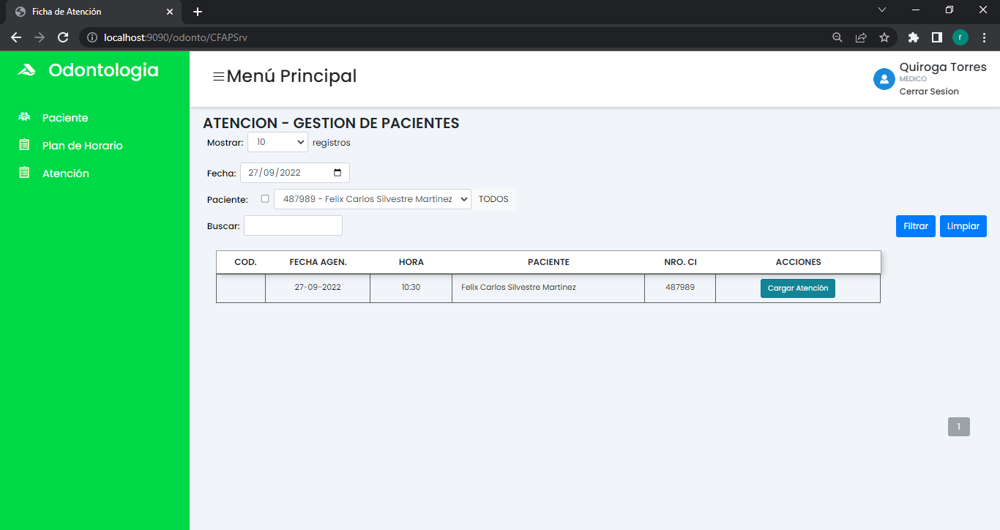 Ficha de Atención
localhost:9090/odonto/CFAPSrv
r
Odontologia
Paciente
Plan de Horario
Atención
Menú Principal
Quiroga Torres
MEDICO
Cerrar Sesion
ATENCION - GESTION DE PACIENTES
Mostrar: 10 registros
Fecha: 27/09/2022
Paciente: 487989 - Felix Carlos Silvestre Martinez TODOS
Buscar:
Filtrar Limpiar
COD. FECHA AGEN. HORA PACIENTE NRO. CI ACCIONES
27-09-2022 10:30 Felix Carlos Silvestre Martinez 487989 Cargar Atención
1